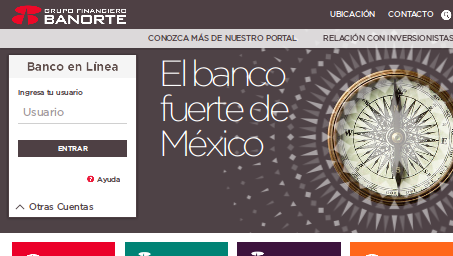 GRUPO FINANCIERO
BANORTE
UBICACIÓN CONTACTO
CONOZCA MÁS DE NUESTRO PORTAL RELACIÓN CON INVERSIONISTAS
Banco en Línea
Ingresa tu usuario
Usuario
ENTRAR
? Ayuda
Otras Cuentas
El banco
fuerte de
México
W
E